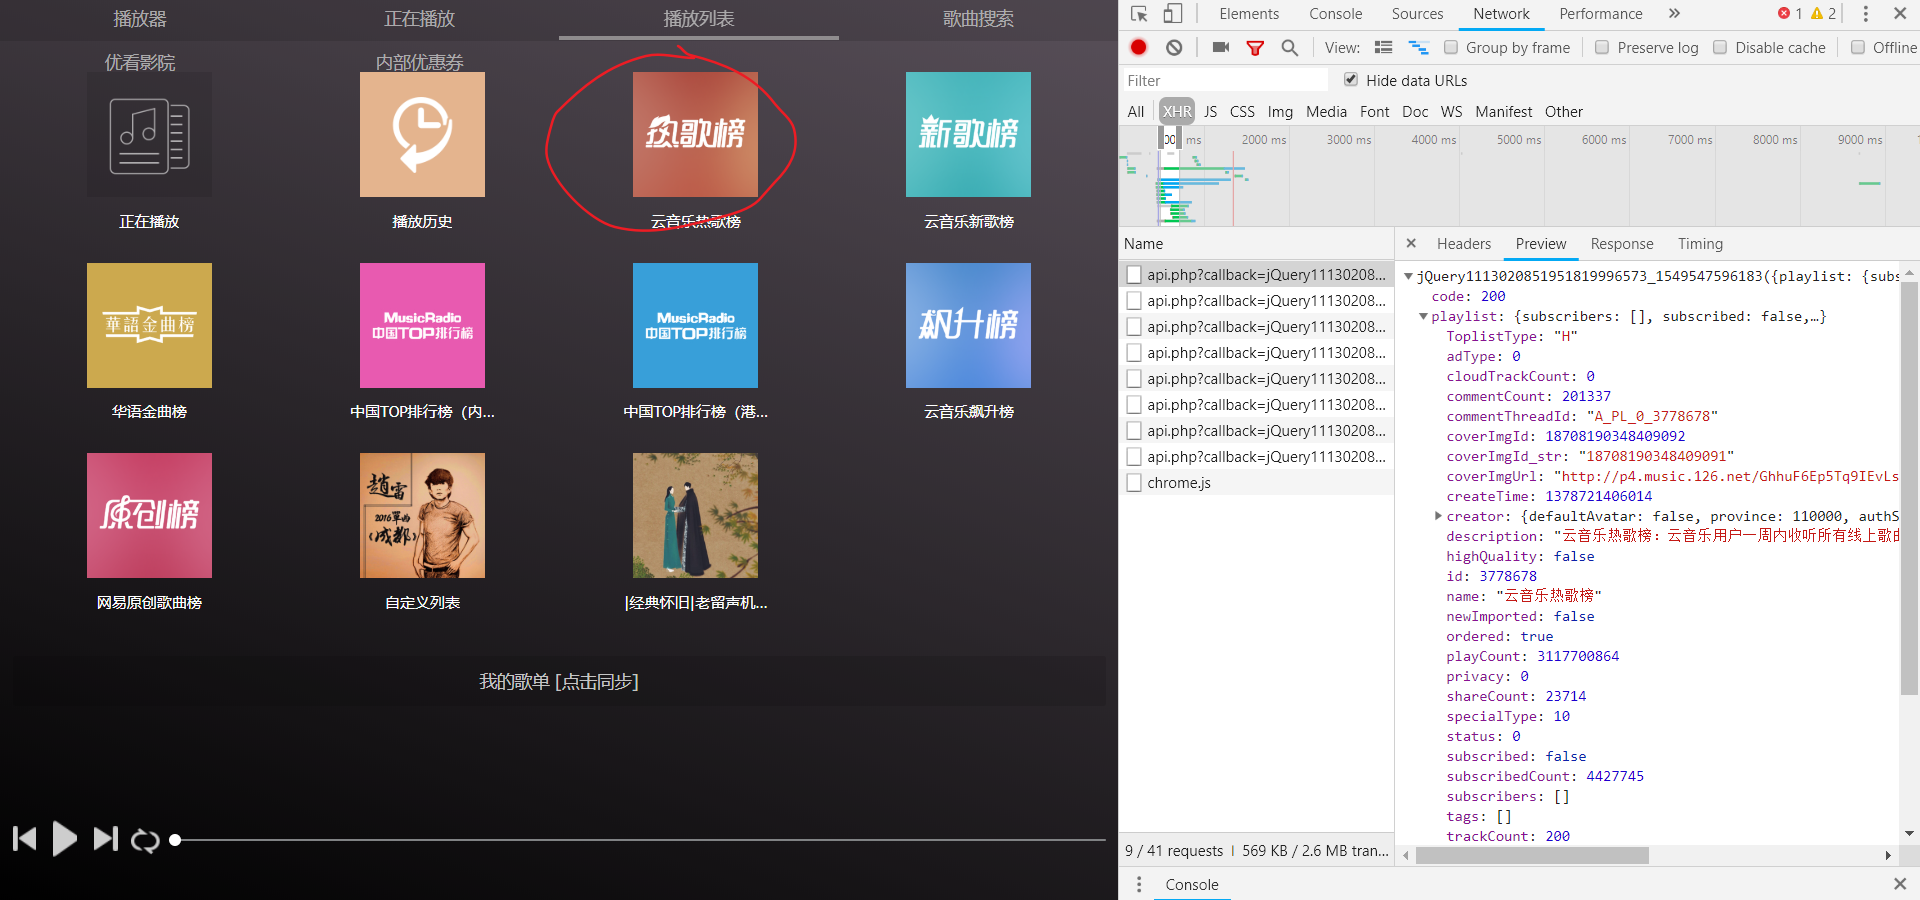 播放器 正在播放 播放列表 歌曲搜索
优看影院 内部优惠券
热歌榜 新歌榜
正在播放 播放历史 云音乐热歌榜 云音乐新歌榜
華語金曲榜 MusicRadio MusicRadio 飙升榜
中国TOP排行榜 中国TOP排行榜
华语金曲榜 中国TOP排行榜（内... 中国TOP排行榜（港... 云音乐飙升榜
原创榜 趙雷
2016單曲
《成都》
网易原创歌曲榜 自定义列表 |经典怀旧|老留声机...
我的歌单 [点击同步]
Elements Console Sources Network Performance » 1 2
View: Group by frame Preserve log Disable cache Offline
Filter Hide data URLs
All XHR JS CSS Img Media Font Doc WS Manifest Other
00 ms 2000 ms 3000 ms 4000 ms 5000 ms 6000 ms 7000 ms 8000 ms 9000 ms
Name
api.php?callback=jQuery11130208...
api.php?callback=jQuery11130208...
api.php?callback=jQuery11130208...
api.php?callback=jQuery11130208...
api.php?callback=jQuery11130208...
api.php?callback=jQuery11130208...
api.php?callback=jQuery11130208...
api.php?callback=jQuery11130208...
chrome.js
9 / 41 requests | 569 KB / 2.6 MB tran...
Headers Preview Response Timing
jQuery1113020851951819996573_1549547596183({playlist: {subs
code: 200
playlist: {subscribers: [], subscribed: false,…}
ToplistType: "H"
adType: 0
cloudTrackCount: 0
commentCount: 201337
commentThreadId: "A_PL_0_3778678"
coverImgId: 18708190348409092
coverImgId_str: "18708190348409091"
coverImgUrl: "http://p4.music.126.net/GhhuF6Ep5Tq9IEvLs
createTime: 1378721406014
creator: {defaultAvatar: false, province: 110000, authS
description: "云音乐热歌榜：云音乐用户一周内收听所有线上歌曲
highQuality: false
id: 3778678
name: "云音乐热歌榜"
newImported: false
ordered: true
playCount: 3117700864
privacy: 0
shareCount: 23714
specialType: 10
status: 0
subscribed: false
subscribedCount: 4427745
subscribers: []
tags: []
trackCount: 200
Console